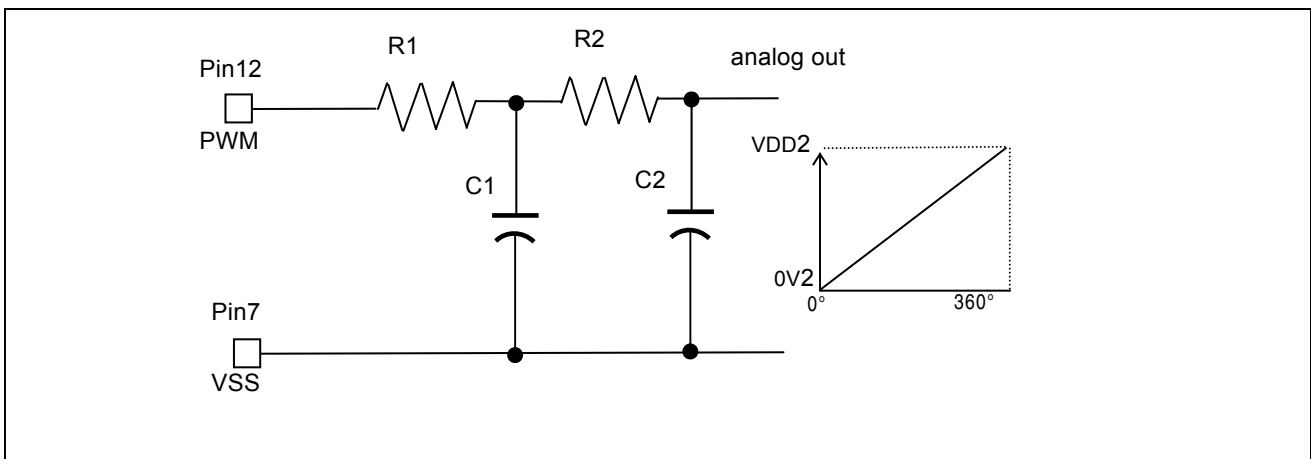 R1
R2
analog out
Pin12
PWM
C1
C2
VDD2
0V2
0°
360°
Pin7
VSS